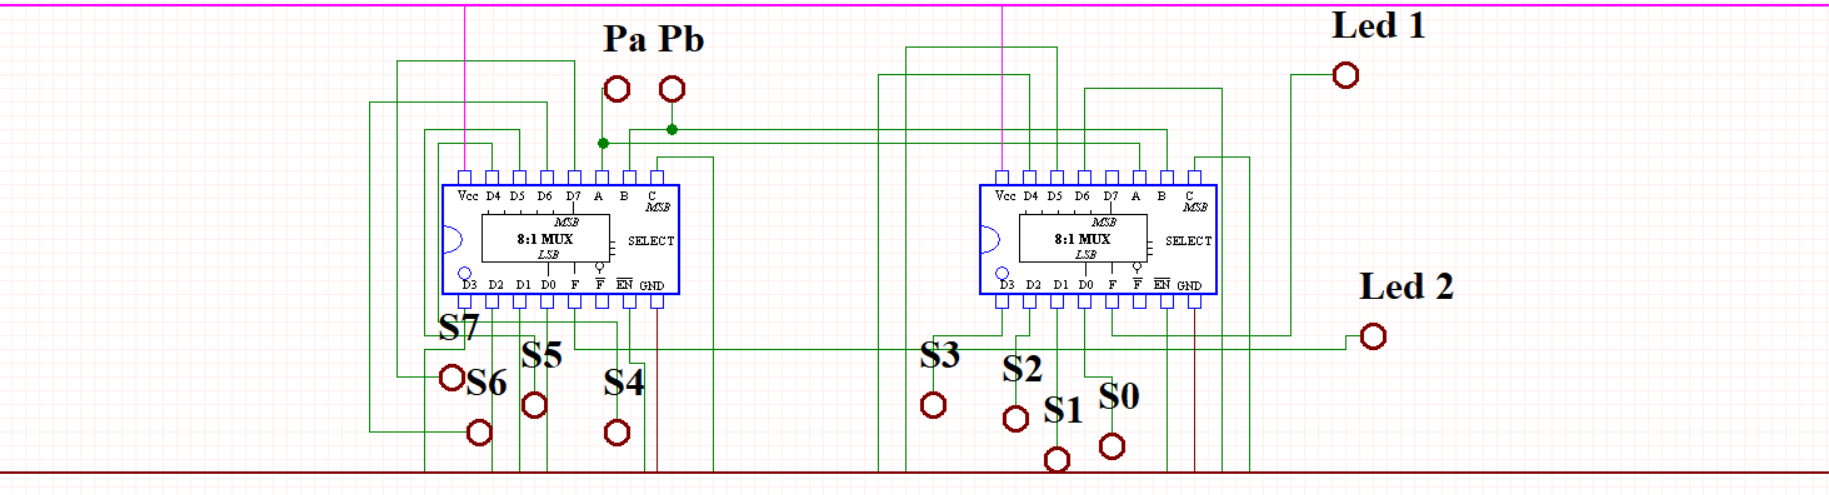 Led 1
Pa Pb
Vcc D4 D5 D6 D7 A B C
MSB
MSB
8:1 MUX
SELECT
LSB
F
D3 D2 D1 D0 F EN GND
Vcc D4 D5 D6 D7 A B C
MSB
MSB
8:1 MUX
SELECT
LSB
F
D3 D2 D1 D0 F EN GND
Led 2
S7
S5
S6
S4
S3
S2
S1
S0